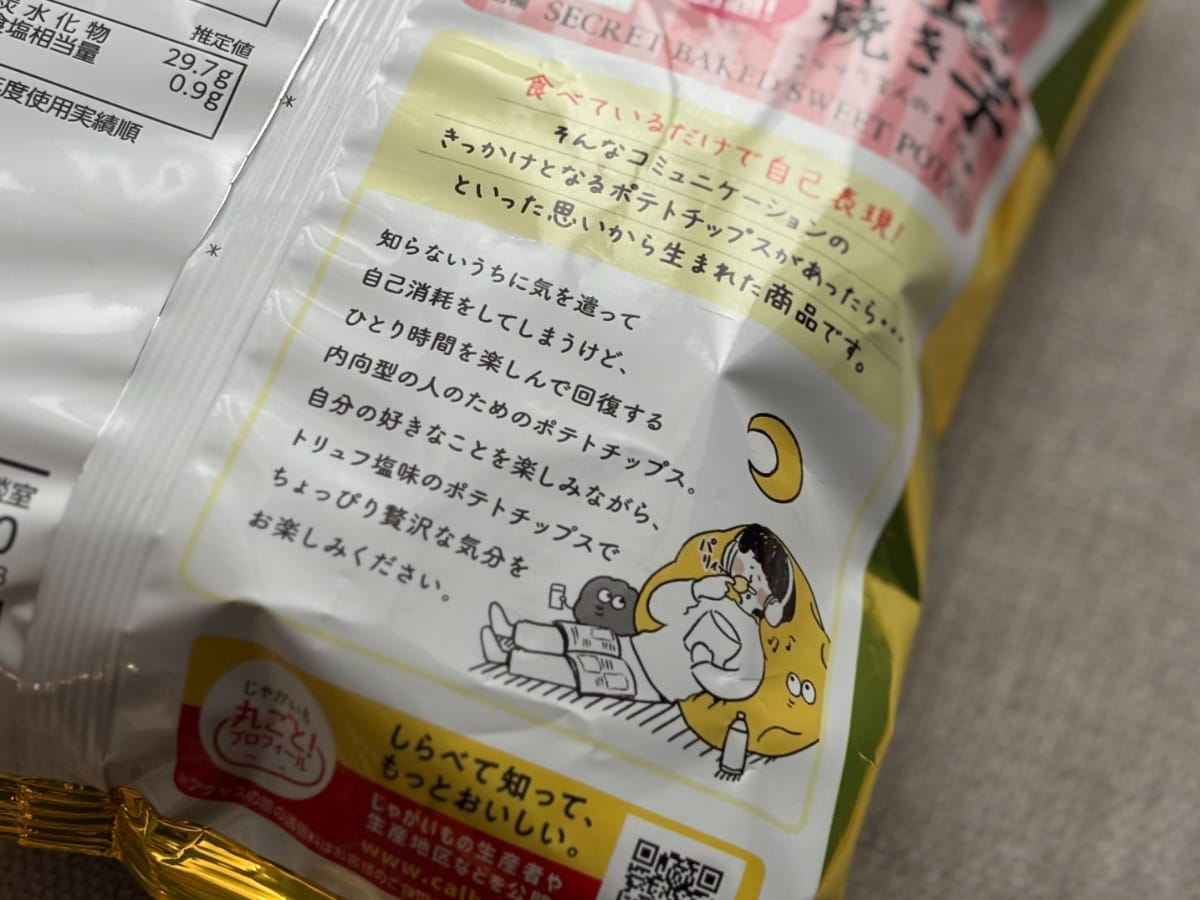 炭水化物 29.7g
食塩相当量 0.9g
推定値
度使用実績順
焼き芋
SECRET BAKED SWEET
食べているだけで自己表現!
そんなコミュニケーションの
きっかけとなるポテトチップスがあったら・・・
といった思いから生まれた商品です。
知らないうちに気を遣って
自己消耗をしてしまうけど、
ひとり時間を楽しんで回復する
内向型の人のためのポテトチップス。
自分の好きなことを楽しみながら、
トリュフ塩味のポテトチップスで
ちょっぴり贅沢な気分を
お楽しみください。
パリィ
じゃがいも
丸ごと!
プロフィール
しらべて知って、
もっとおいしい。
じゃがいもの生産者や
生産地区などを公開
www.calb